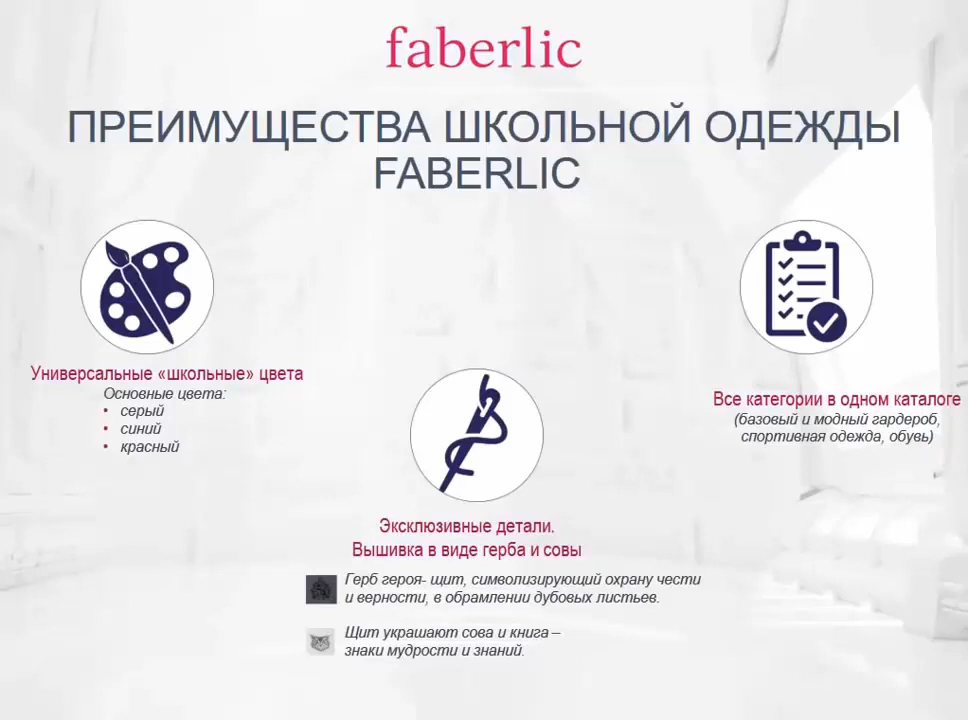 faberlic
ПРЕИМУЩЕСТВА ШКОЛЬНОЙ ОДЕЖДЫ
FABERLIC
Универсальные «школьные» цвета
Основные цвета:
• серый
• синий
• красный
Эксклюзивные детали.
Вышивка в виде герба и совы
Герб героя- щит, символизирующий охрану чести
и верности, в обрамлении дубовых листьев.
Щит украшают сова и книга –
знаки мудрости и знаний.
Все категории в одном каталоге
(базовый и модный гардероб,
спортивная одежда, обувь)